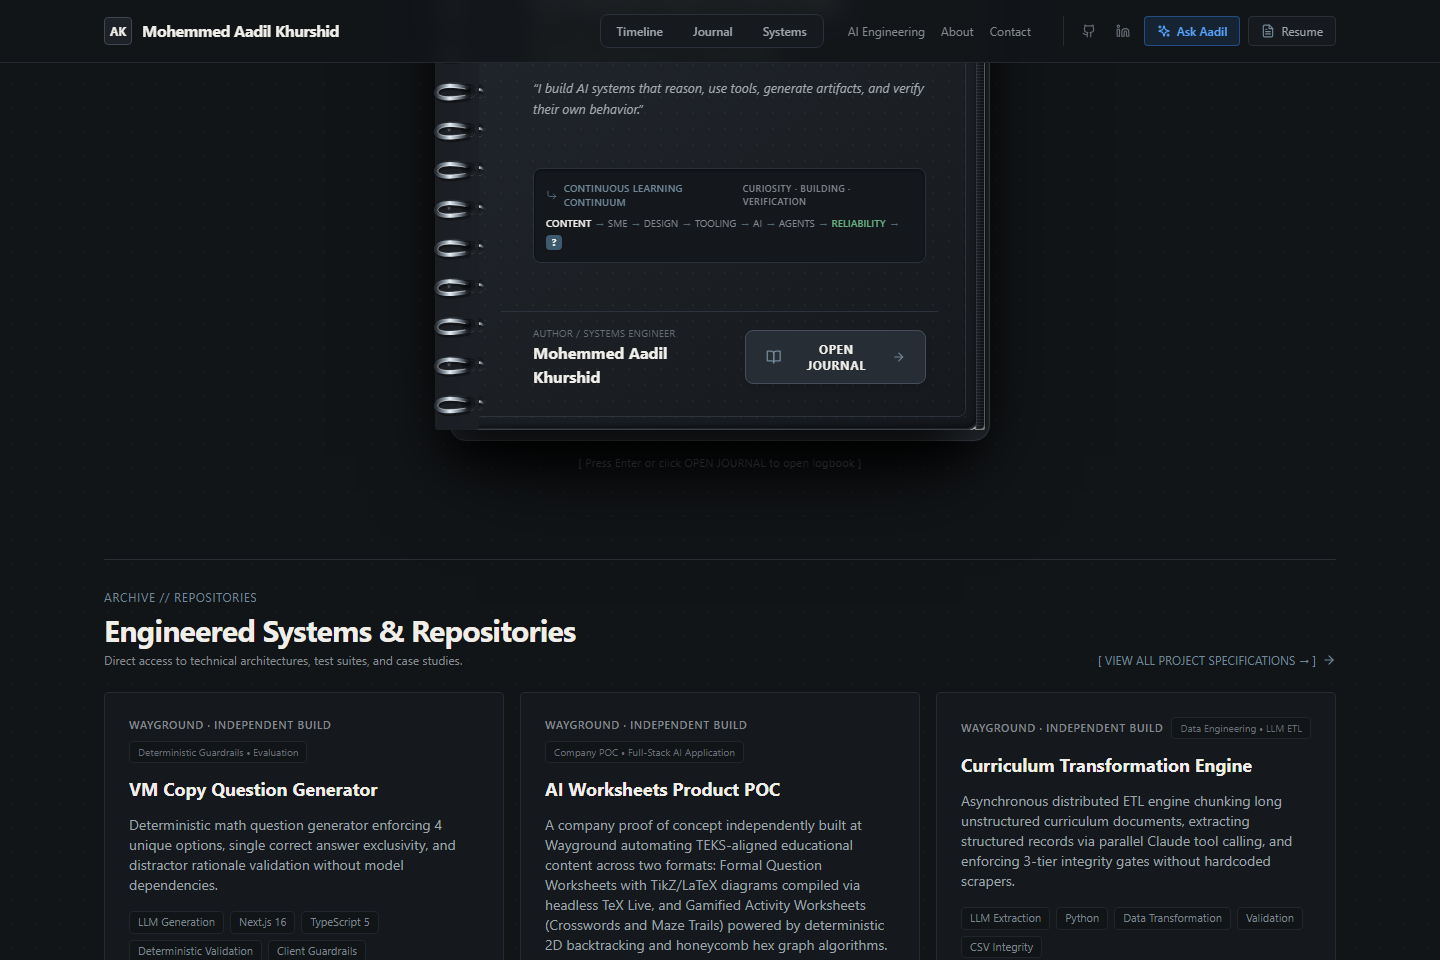 AK Mohemmed Aadil Khurshid Timeline Journal Systems AI Engineering About Contact Ask Aadil Resume
“I build AI systems that reason, use tools, generate artifacts, and verify
their own behavior.”
CONTINUOUS LEARNING
CONTINUUM
CURIOSITY · BUILDING ·
VERIFICATION
CONTENT → SME → DESIGN → TOOLING → AI → AGENTS → RELIABILITY →
?
AUTHOR / SYSTEMS ENGINEER
Mohemmed Aadil
Khurshid
OPEN
JOURNAL
[ Press Enter or click OPEN JOURNAL to open logbook ]
ARCHIVE // REPOSITORIES
Engineered Systems & Repositories
Direct access to technical architectures, test suites, and case studies.
[ VIEW ALL PROJECT SPECIFICATIONS → ]
WAYGROUND · INDEPENDENT BUILD
Deterministic Guardrails • Evaluation
VM Copy Question Generator
Deterministic math question generator enforcing 4
unique options, single correct answer exclusivity, and
distractor rationale validation without model
dependencies.
LLM Generation Next.js 16 TypeScript 5
Deterministic Validation Client Guardrails
WAYGROUND · INDEPENDENT BUILD
Company POC • Full-Stack AI Application
AI Worksheets Product POC
A company proof of concept independently built at
Wayground automating TEKS-aligned educational
content across two formats: Formal Question
Worksheets with TikZ/LaTeX diagrams compiled via
headless TeX Live, and Gamified Activity Worksheets
(Crosswords and Maze Trails) powered by deterministic
2D backtracking and honeycomb hex graph algorithms.
WAYGROUND · INDEPENDENT BUILD Data Engineering • LLM ETL
Curriculum Transformation Engine
Asynchronous distributed ETL engine chunking long
unstructured curriculum documents, extracting
structured records via parallel Claude tool calling, and
enforcing 3-tier integrity gates without hardcoded
scrapers.
LLM Extraction Python Data Transformation Validation
CSV Integrity